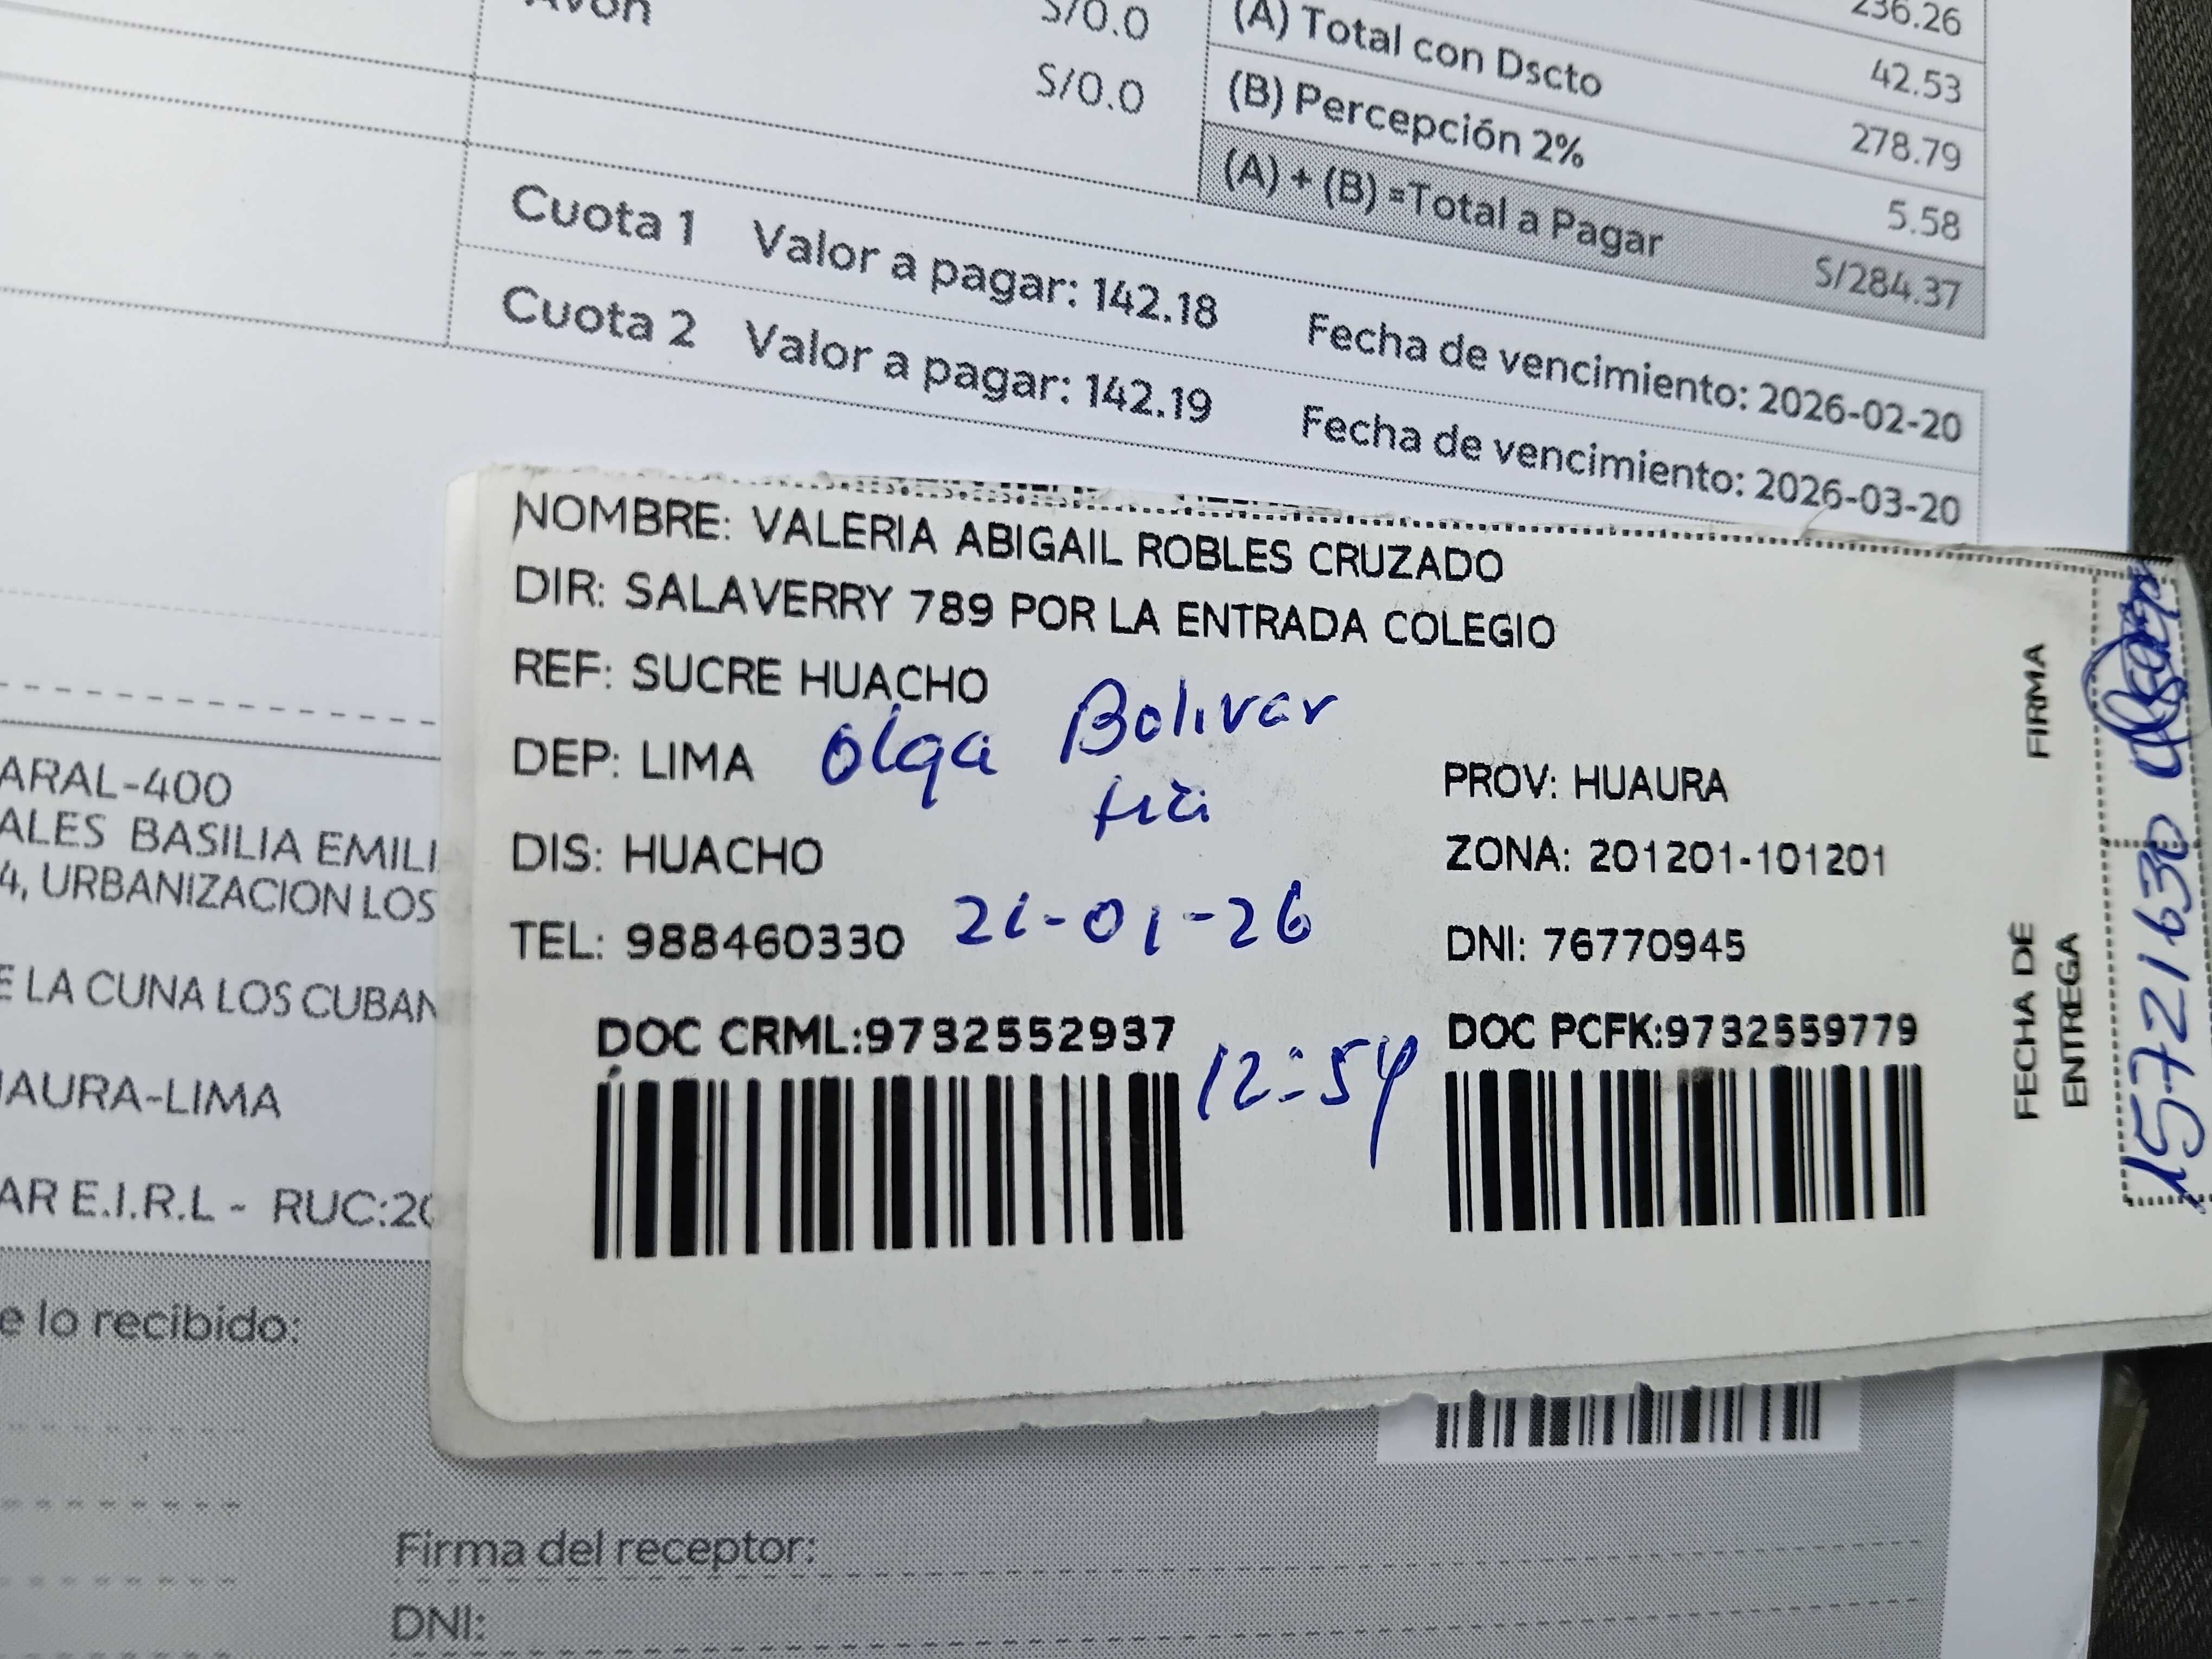 Avon S/0.0
S/0.0
236.26
(A) Total con Dscto 42.53
(B) Percepción 2% 278.79
(A) + (B) =Total a Pagar 5.58
S/284.37
Cuota 1 Valor a pagar: 142.18 Fecha de vencimiento: 2026-02-20
Cuota 2 Valor a pagar: 142.19 Fecha de vencimiento: 2026-03-20
NOMBRE: VALERIA ABIGAIL ROBLES CRUZADO
DIR: SALAVERRY 789 POR LA ENTRADA COLEGIO
REF: SUCRE HUACHO
Olga Bolivar
DEP: LIMA PROV: HUAURA
DIS: HUACHO ZONA: 201201-101201
TEL: 988460330 21-01-26 DNI: 76770945
DOC CRML:9732552937 12:54 DOC PCFK:9732559779
FIRMA
FECHA DE
ENTREGA
15721630
ARAL-400
ALES BASILIA EMILI
4, URBANIZACION LOS
E LA CUNA LOS CUBAN
AURA-LIMA
AR E.I.R.L - RUC:20
e lo recibido:
Firma del receptor:
DNI: